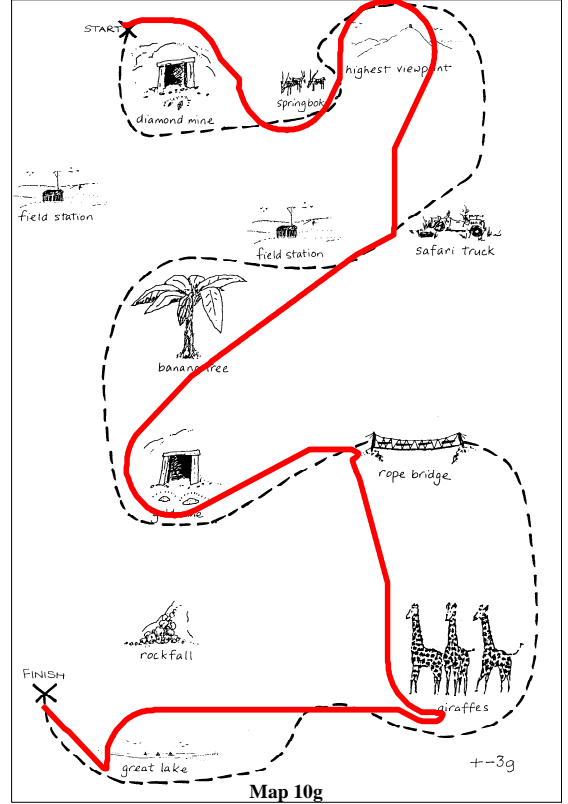 START
diamond mine
springbok
highest viewpoint
field station
field station
safari truck
banana tree
rope bridge
rockfall
FINISH
giraffes
great lake
+-3g
Map 10g